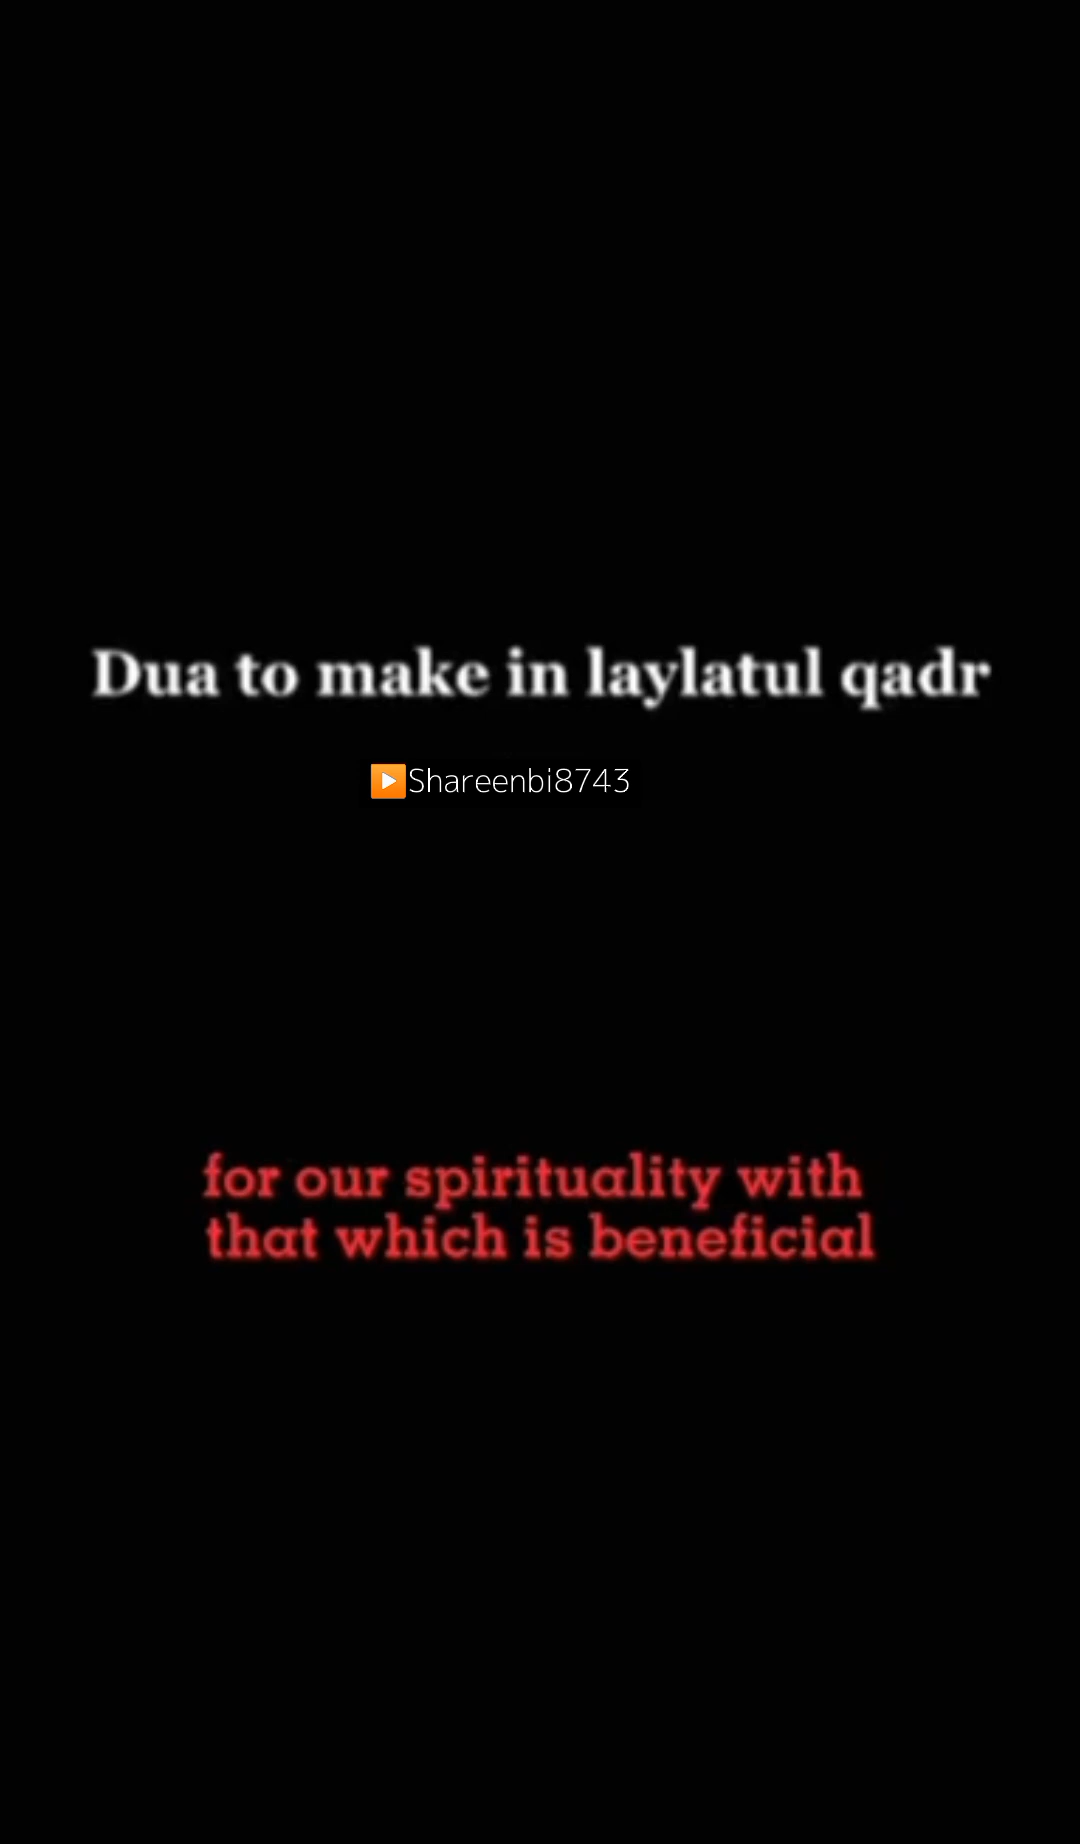 Dua to make in laylatul qadr
▶️Shareenbi8743
for our spirituality with
that which is beneficial